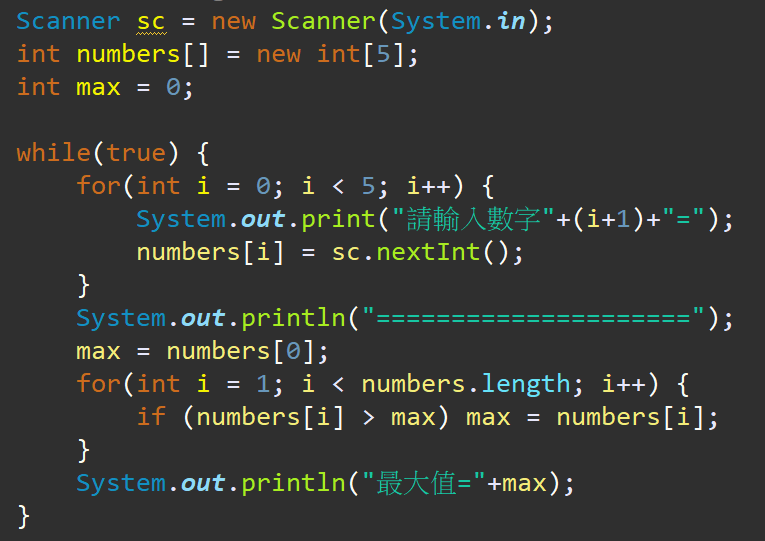 Scanner sc = new Scanner(System.in);
int numbers[] = new int[5];
int max = 0;

while(true) {
    for(int i = 0; i < 5; i++) {
        System.out.print("請輸入數字"+(i+1)+"=");
        numbers[i] = sc.nextInt();
    }
    System.out.println("=====================");
    max = numbers[0];
    for(int i = 1; i < numbers.length; i++) {
        if (numbers[i] > max) max = numbers[i];
    }
    System.out.println("最大值="+max);
}